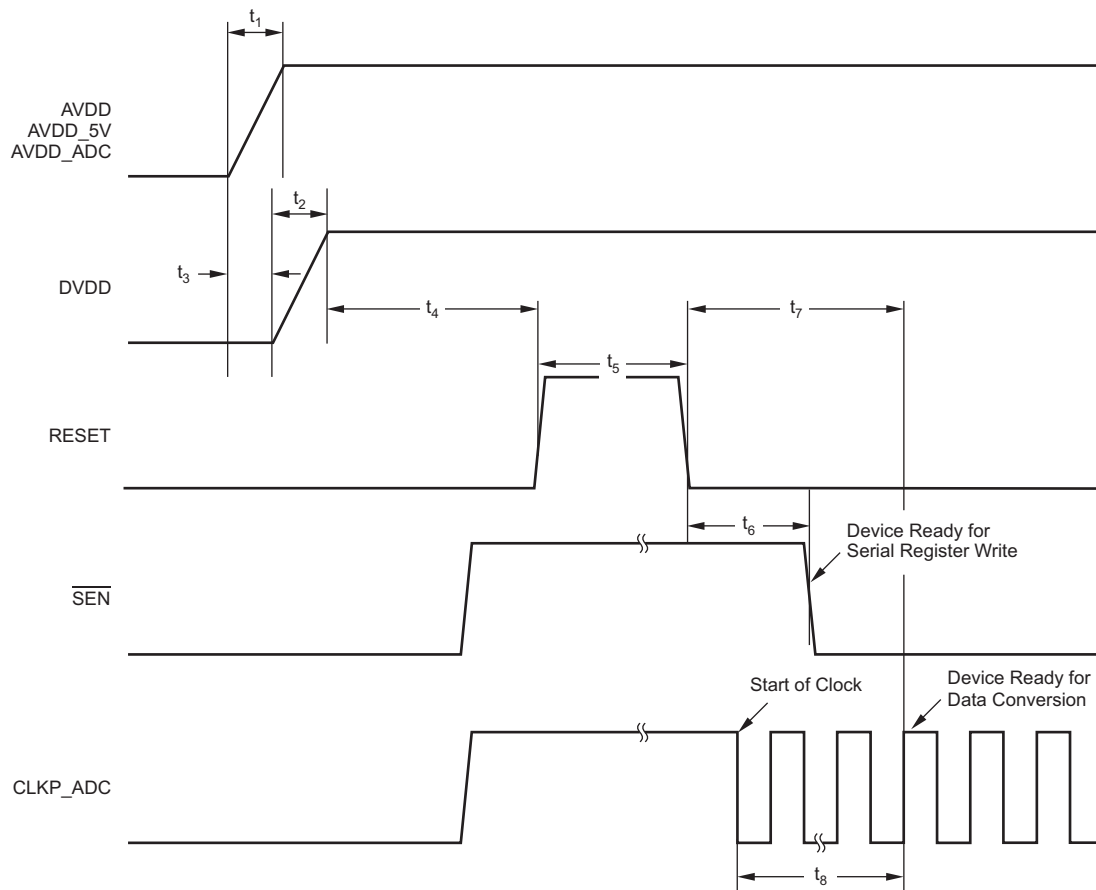 t1
AVDD
AVDD_5V
AVDD_ADC
t2
t3
DVDD
t4
t7
t5
RESET
t6
Device Ready for
Serial Register Write
SEN
Start of Clock
Device Ready for
Data Conversion
CLKP_ADC
t8